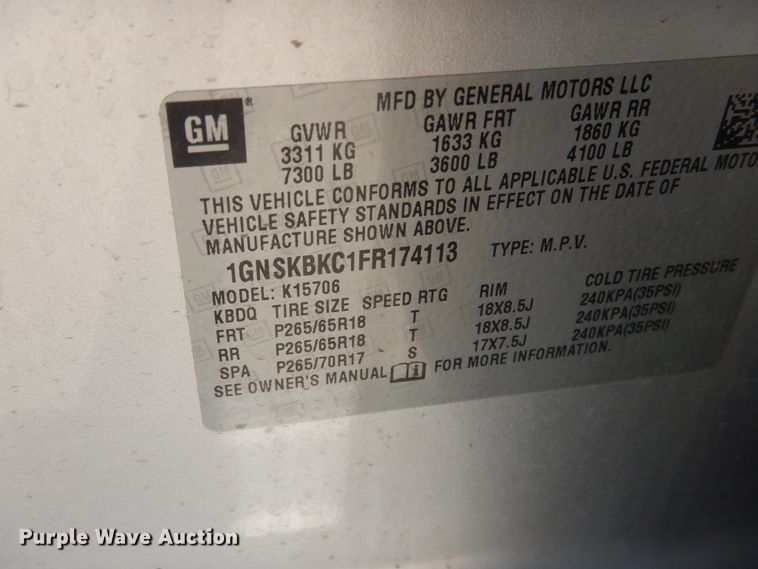 MFD BY GENERAL MOTORS LLC
GM
GVWR GAWR FRT GAWR RR
3311 KG 1633 KG 1860 KG
7300 LB 3600 LB 4100 LB
THIS VEHICLE CONFORMS TO ALL APPLICABLE U.S. FEDERAL MOTO
VEHICLE SAFETY STANDARDS IN EFFECT ON THE DATE OF
MANUFACTURE SHOWN ABOVE.
1GNSKBKC1FR174113 TYPE: M.P.V.
MODEL: K15706
KBDQ TIRE SIZE SPEED RTG RIM COLD TIRE PRESSURE
FRT P265/65R18 T 18X8.5J 240KPA(35PSI)
RR P265/65R18 T 18X8.5J 240KPA(35PSI)
SPA P265/70R17 S 17X7.5J 240KPA(35PSI)
SEE OWNER'S MANUAL i FOR MORE INFORMATION.
Purple Wave Auction